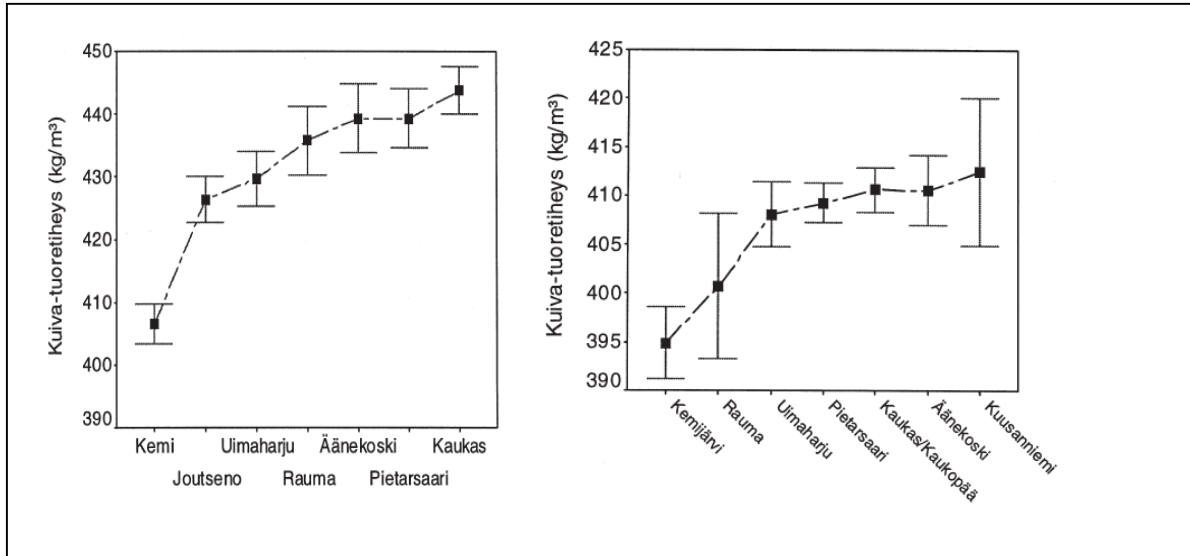 Kuiva-tuoretiheys (kg/m³)
450
440
430
420
410
400
390
Kemi
Joutseno
Uimaharju
Rauma
Äänekoski
Pietarsaari
Kaukas
Kuiva-tuoretiheys (kg/m³)
425
420
415
410
405
400
395
390
Kemijärvi
Rauma
Uimaharju
Pietarsaari
Kaukas/Kaukopää
Äänekoski
Kuusanniemi